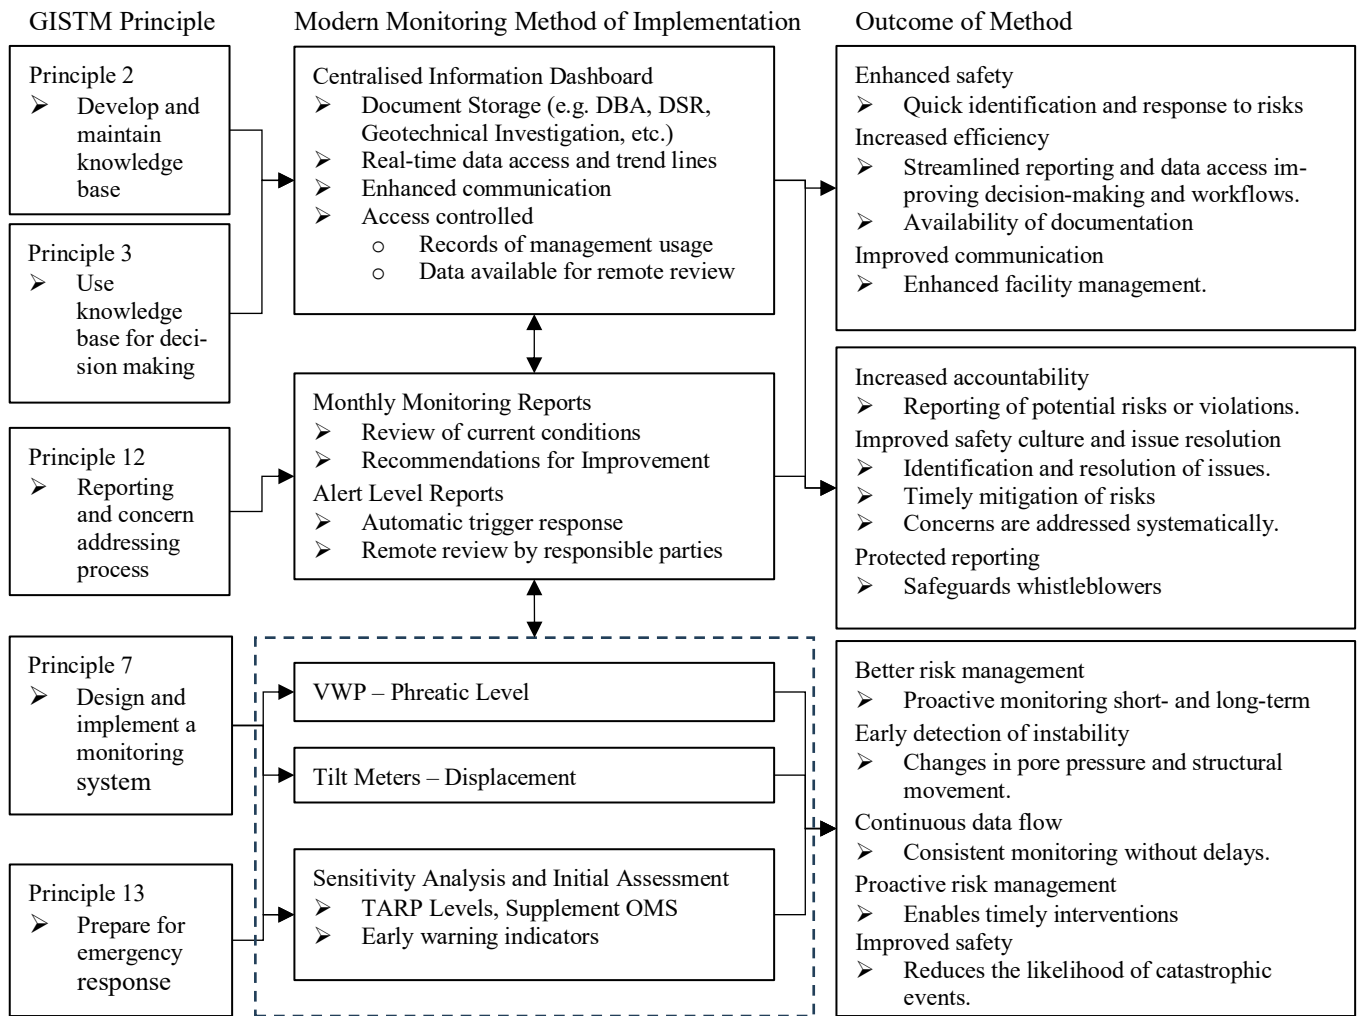 GISTM Principle
Modern Monitoring Method of Implementation
Outcome of Method
Principle 2
➢ Develop and
maintain
knowledge
base
Principle 3
➢ Use
knowledge
base for deci-
sion making
Principle 12
➢ Reporting
and concern
addressing
process
Principle 7
➢ Design and
implement a
monitoring
system
Principle 13
➢ Prepare for
emergency
response
Centralised Information Dashboard
➢ Document Storage (e.g. DBA, DSR,
Geotechnical Investigation, etc.)
➢ Real-time data access and trend lines
➢ Enhanced communication
➢ Access controlled
o Records of management usage
o Data available for remote review
Monthly Monitoring Reports
➢ Review of current conditions
➢ Recommendations for Improvement
Alert Level Reports
➢ Automatic trigger response
➢ Remote review by responsible parties
VWP – Phreatic Level
Tilt Meters – Displacement
Sensitivity Analysis and Initial Assessment
➢ TARP Levels, Supplement OMS
➢ Early warning indicators
Enhanced safety
➢ Quick identification and response to risks
Increased efficiency
➢ Streamlined reporting and data access im-
proving decision-making and workflows.
➢ Availability of documentation
Improved communication
➢ Enhanced facility management.
Increased accountability
➢ Reporting of potential risks or violations.
Improved safety culture and issue resolution
➢ Identification and resolution of issues.
➢ Timely mitigation of risks
➢ Concerns are addressed systematically.
Protected reporting
➢ Safeguards whistleblowers
Better risk management
➢ Proactive monitoring short- and long-term
Early detection of instability
➢ Changes in pore pressure and structural
movement.
Continuous data flow
➢ Consistent monitoring without delays.
Proactive risk management
➢ Enables timely interventions
Improved safety
➢ Reduces the likelihood of catastrophic
events.